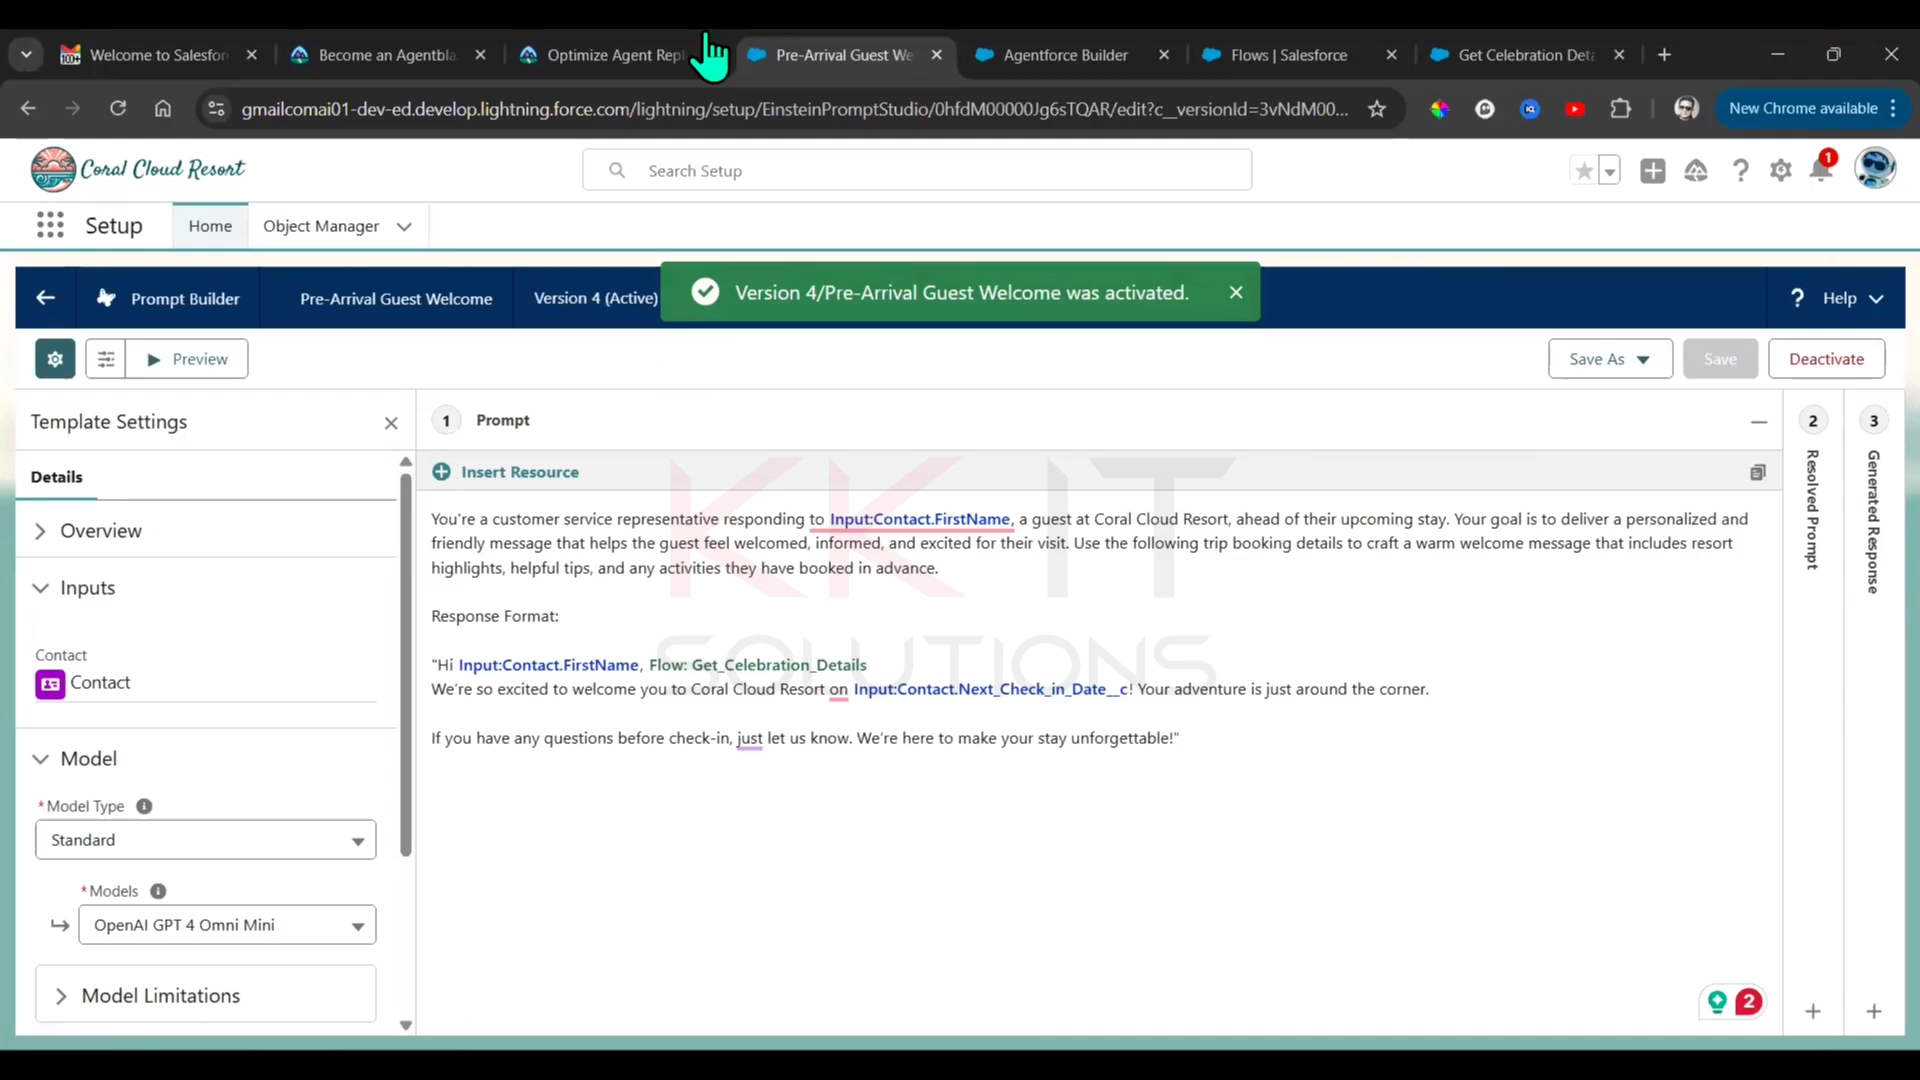 100+
Welcome to Salesfor
Become an Agentbla
Optimize Agent Repl
Pre-Arrival Guest We
Agentforce Builder
Flows | Salesforce
Get Celebration Deta
gmailcomai01-dev-ed.develop.lightning.force.com/lightning/setup/EinsteinPromptStudio/0hfdM00000Jg6sTQAR/edit?c__versionId=3vNdM00...
New Chrome available
Coral Cloud Resort
Search Setup
1
Setup
Home
Object Manager
Prompt Builder
Pre-Arrival Guest Welcome
Version 4 (Active)
Version 4/Pre-Arrival Guest Welcome was activated.
? Help
Preview
Save As
Save
Deactivate
Template Settings
Details
Overview
Inputs
Contact
Contact
Model
*Model Type
Standard
*Models
OpenAI GPT 4 Omni Mini
Model Limitations
1 Prompt
Insert Resource
You're a customer service representative responding to Input:Contact.FirstName, a guest at Coral Cloud Resort, ahead of their upcoming stay. Your goal is to deliver a personalized and
friendly message that helps the guest feel welcomed, informed, and excited for their visit. Use the following trip booking details to craft a warm welcome message that includes resort
highlights, helpful tips, and any activities they have booked in advance.
Response Format:
"Hi Input:Contact.FirstName, Flow: Get_Celebration_Details
We're so excited to welcome you to Coral Cloud Resort on Input:Contact.Next_Check_in_Date__c! Your adventure is just around the corner.
If you have any questions before check-in, just let us know. We're here to make your stay unforgettable!"
KK IT
SOLUTIONS
2
2
Resolved Prompt
3
Generated Response